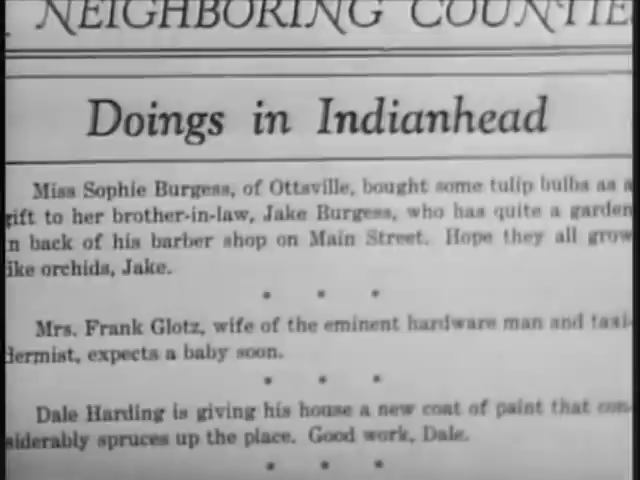 NEIGHBORING COUNTIE
Doings in Indianhead
Miss Sophie Burgess, of Ottsville, bought some tulip bulbs as a
gift to her brother-in-law, Jake Burgess, who has quite a garden
n back of his barber shop on Main Street. Hope they all grow
ike orchids, Jake.
* * *
Mrs. Frank Glotz, wife of the eminent hardware man and taxi-
dermist, expects a baby soon.
* * *
Dale Harding is giving his house a new coat of paint that con-
siderably spruces up the place. Good work, Dale.
* * *